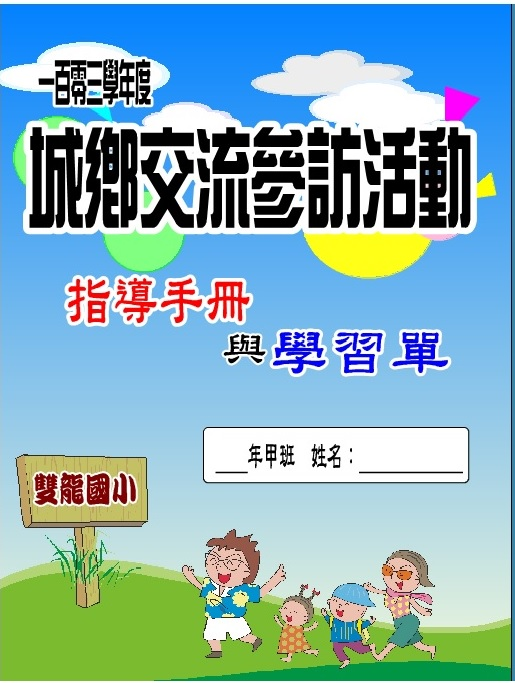 一百零三學年度
城鄉交流參訪活動
指導手冊
與學習單
___年甲班 姓名：__________
雙龍國小